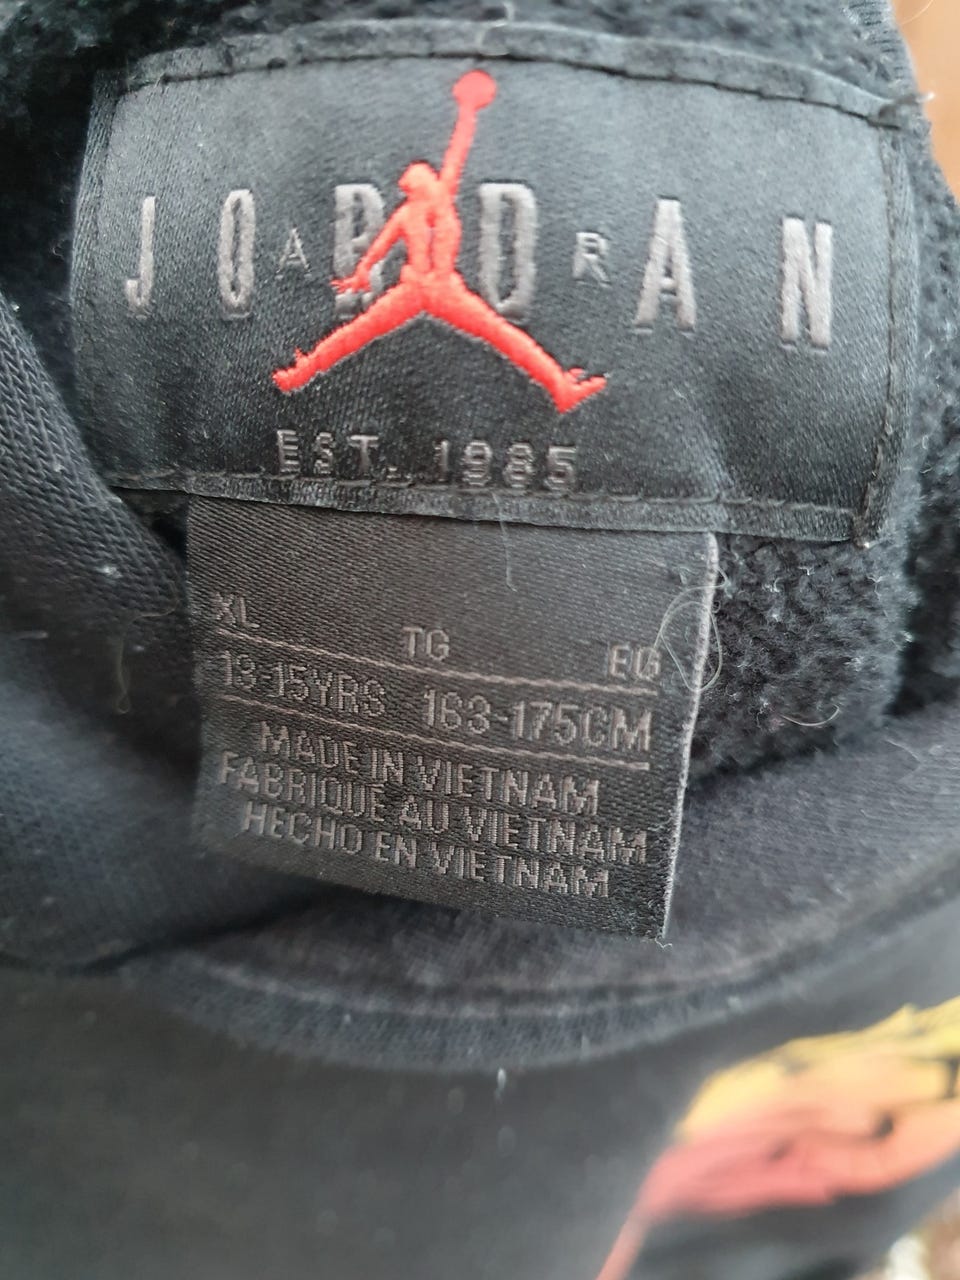 JORDAN
AIR
EST. 1985
XL TG EG
13-15YRS 163-175CM
MADE IN VIETNAM
FABRIQUE AU VIETNAM
HECHO EN VIETNAM